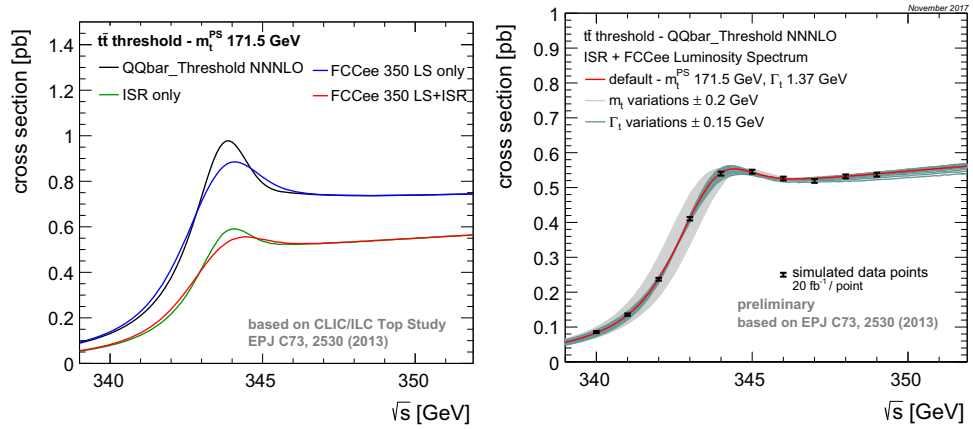 cross section [pb]
1.4
1.2
1
0.8
0.6
0.4
0.2
0
tt̄ threshold - m_t^PS 171.5 GeV
QQbar_Threshold NNNLO
FCCee 350 LS only
ISR only
FCCee 350 LS+ISR
based on CLIC/ILC Top Study
EPJ C73, 2530 (2013)
340 345 350
√s [GeV]
November 2017
cross section [pb]
1
0.9
0.8
0.7
0.6
0.5
0.4
0.3
0.2
0.1
0
tt̄ threshold - QQbar_Threshold NNNLO
ISR + FCCee Luminosity Spectrum
default - m_t^PS 171.5 GeV, Γ_t 1.37 GeV
m_t variations ± 0.2 GeV
Γ_t variations ± 0.15 GeV
simulated data points
20 fb⁻¹ / point
preliminary
based on EPJ C73, 2530 (2013)
340 345 350
√s [GeV]